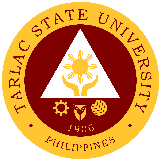 TARLAC STATE UNIVERSITY
1906
PHILIPPINES